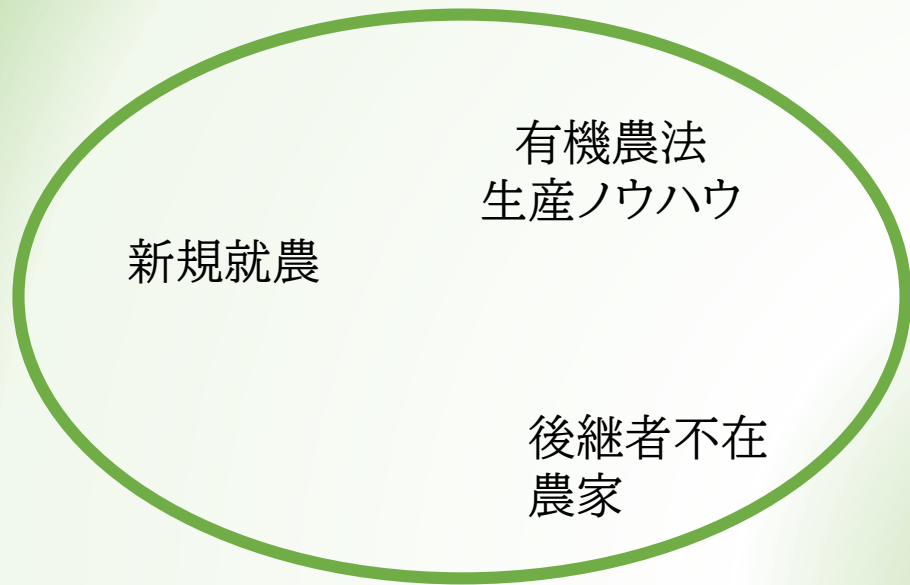 有機農法
生産ノウハウ
新規就農
後継者不在
農家